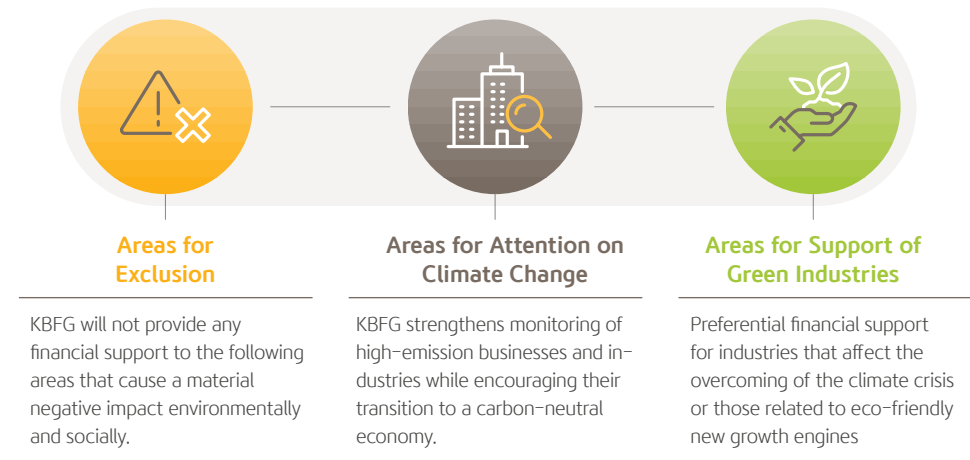 Areas for
Exclusion
KBFG will not provide any
financial support to the following
areas that cause a material
negative impact environmentally
and socially.
Areas for Attention on
Climate Change
KBFG strengthens monitoring of
high-emission businesses and in-
dustries while encouraging their
transition to a carbon-neutral
economy.
Areas for Support of
Green Industries
Preferential financial support
for industries that affect the
overcoming of the climate crisis
or those related to eco-friendly
new growth engines